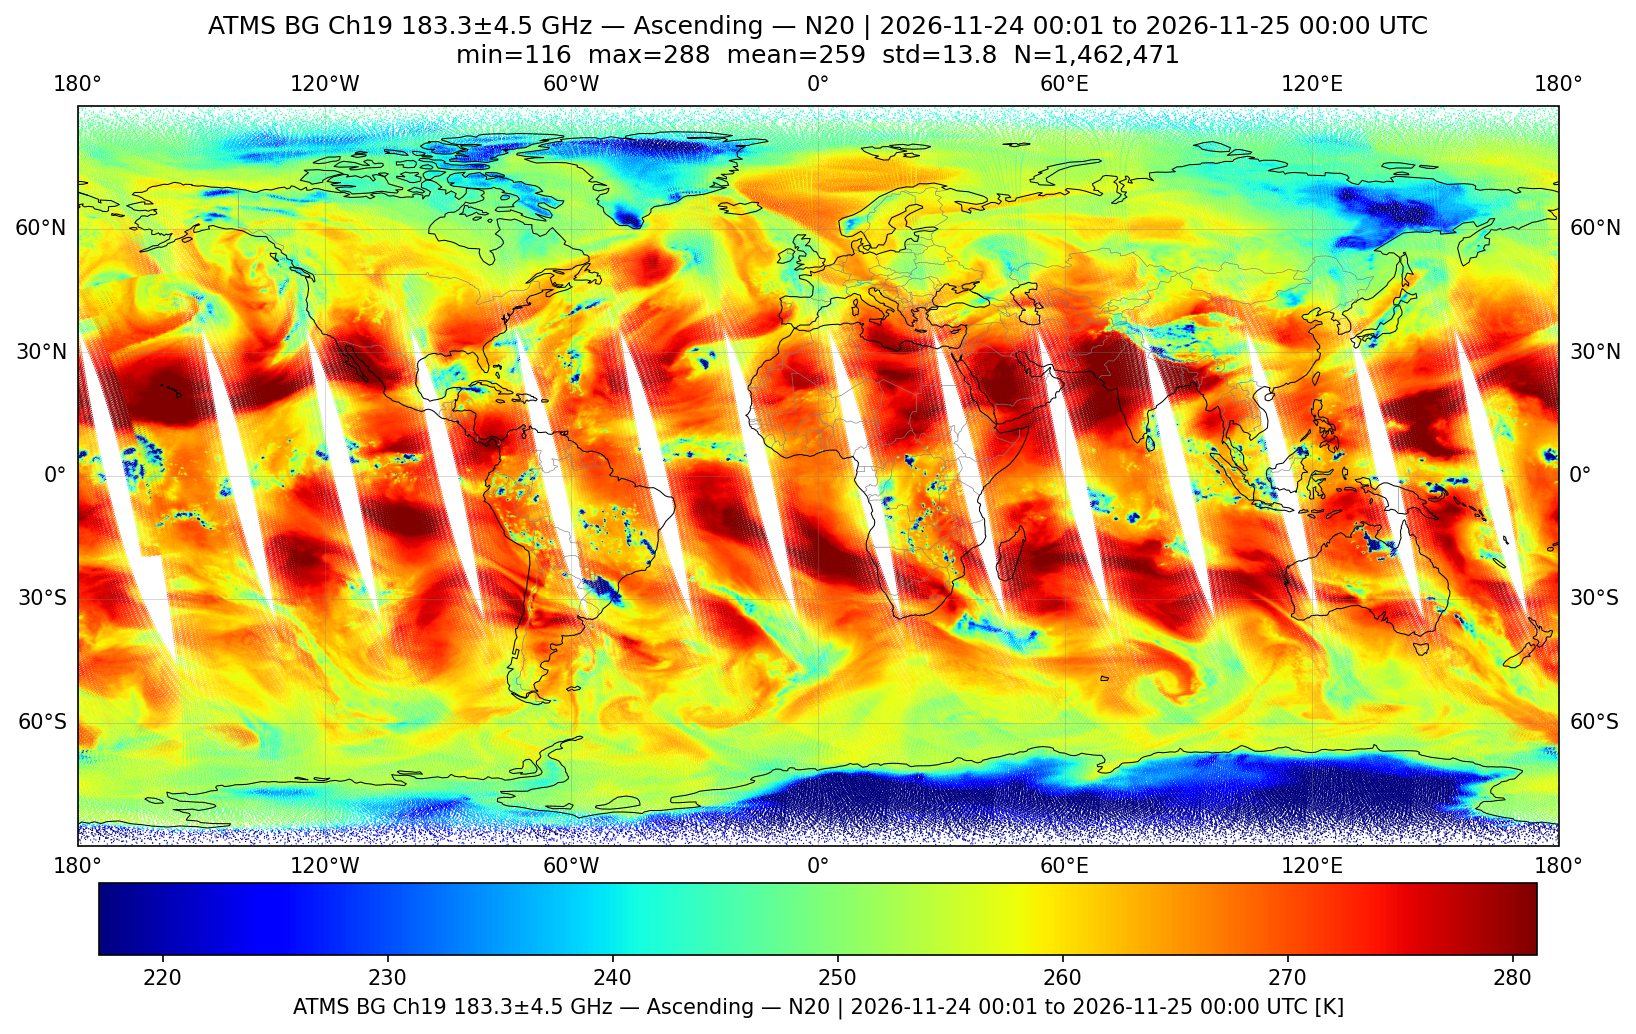 ATMS BG Ch19 183.3±4.5 GHz — Ascending — N20 | 2026-11-24 00:01 to 2026-11-25 00:00 UTC
min=116 max=288 mean=259 std=13.8 N=1,462,471
180° 120°W 60°W 0° 60°E 120°E 180°
60°N 60°N
30°N 30°N
0° 0°
30°S 30°S
60°S 60°S
180° 120°W 60°W 0° 60°E 120°E 180°
220 230 240 250 260 270 280
ATMS BG Ch19 183.3±4.5 GHz — Ascending — N20 | 2026-11-24 00:01 to 2026-11-25 00:00 UTC [K]